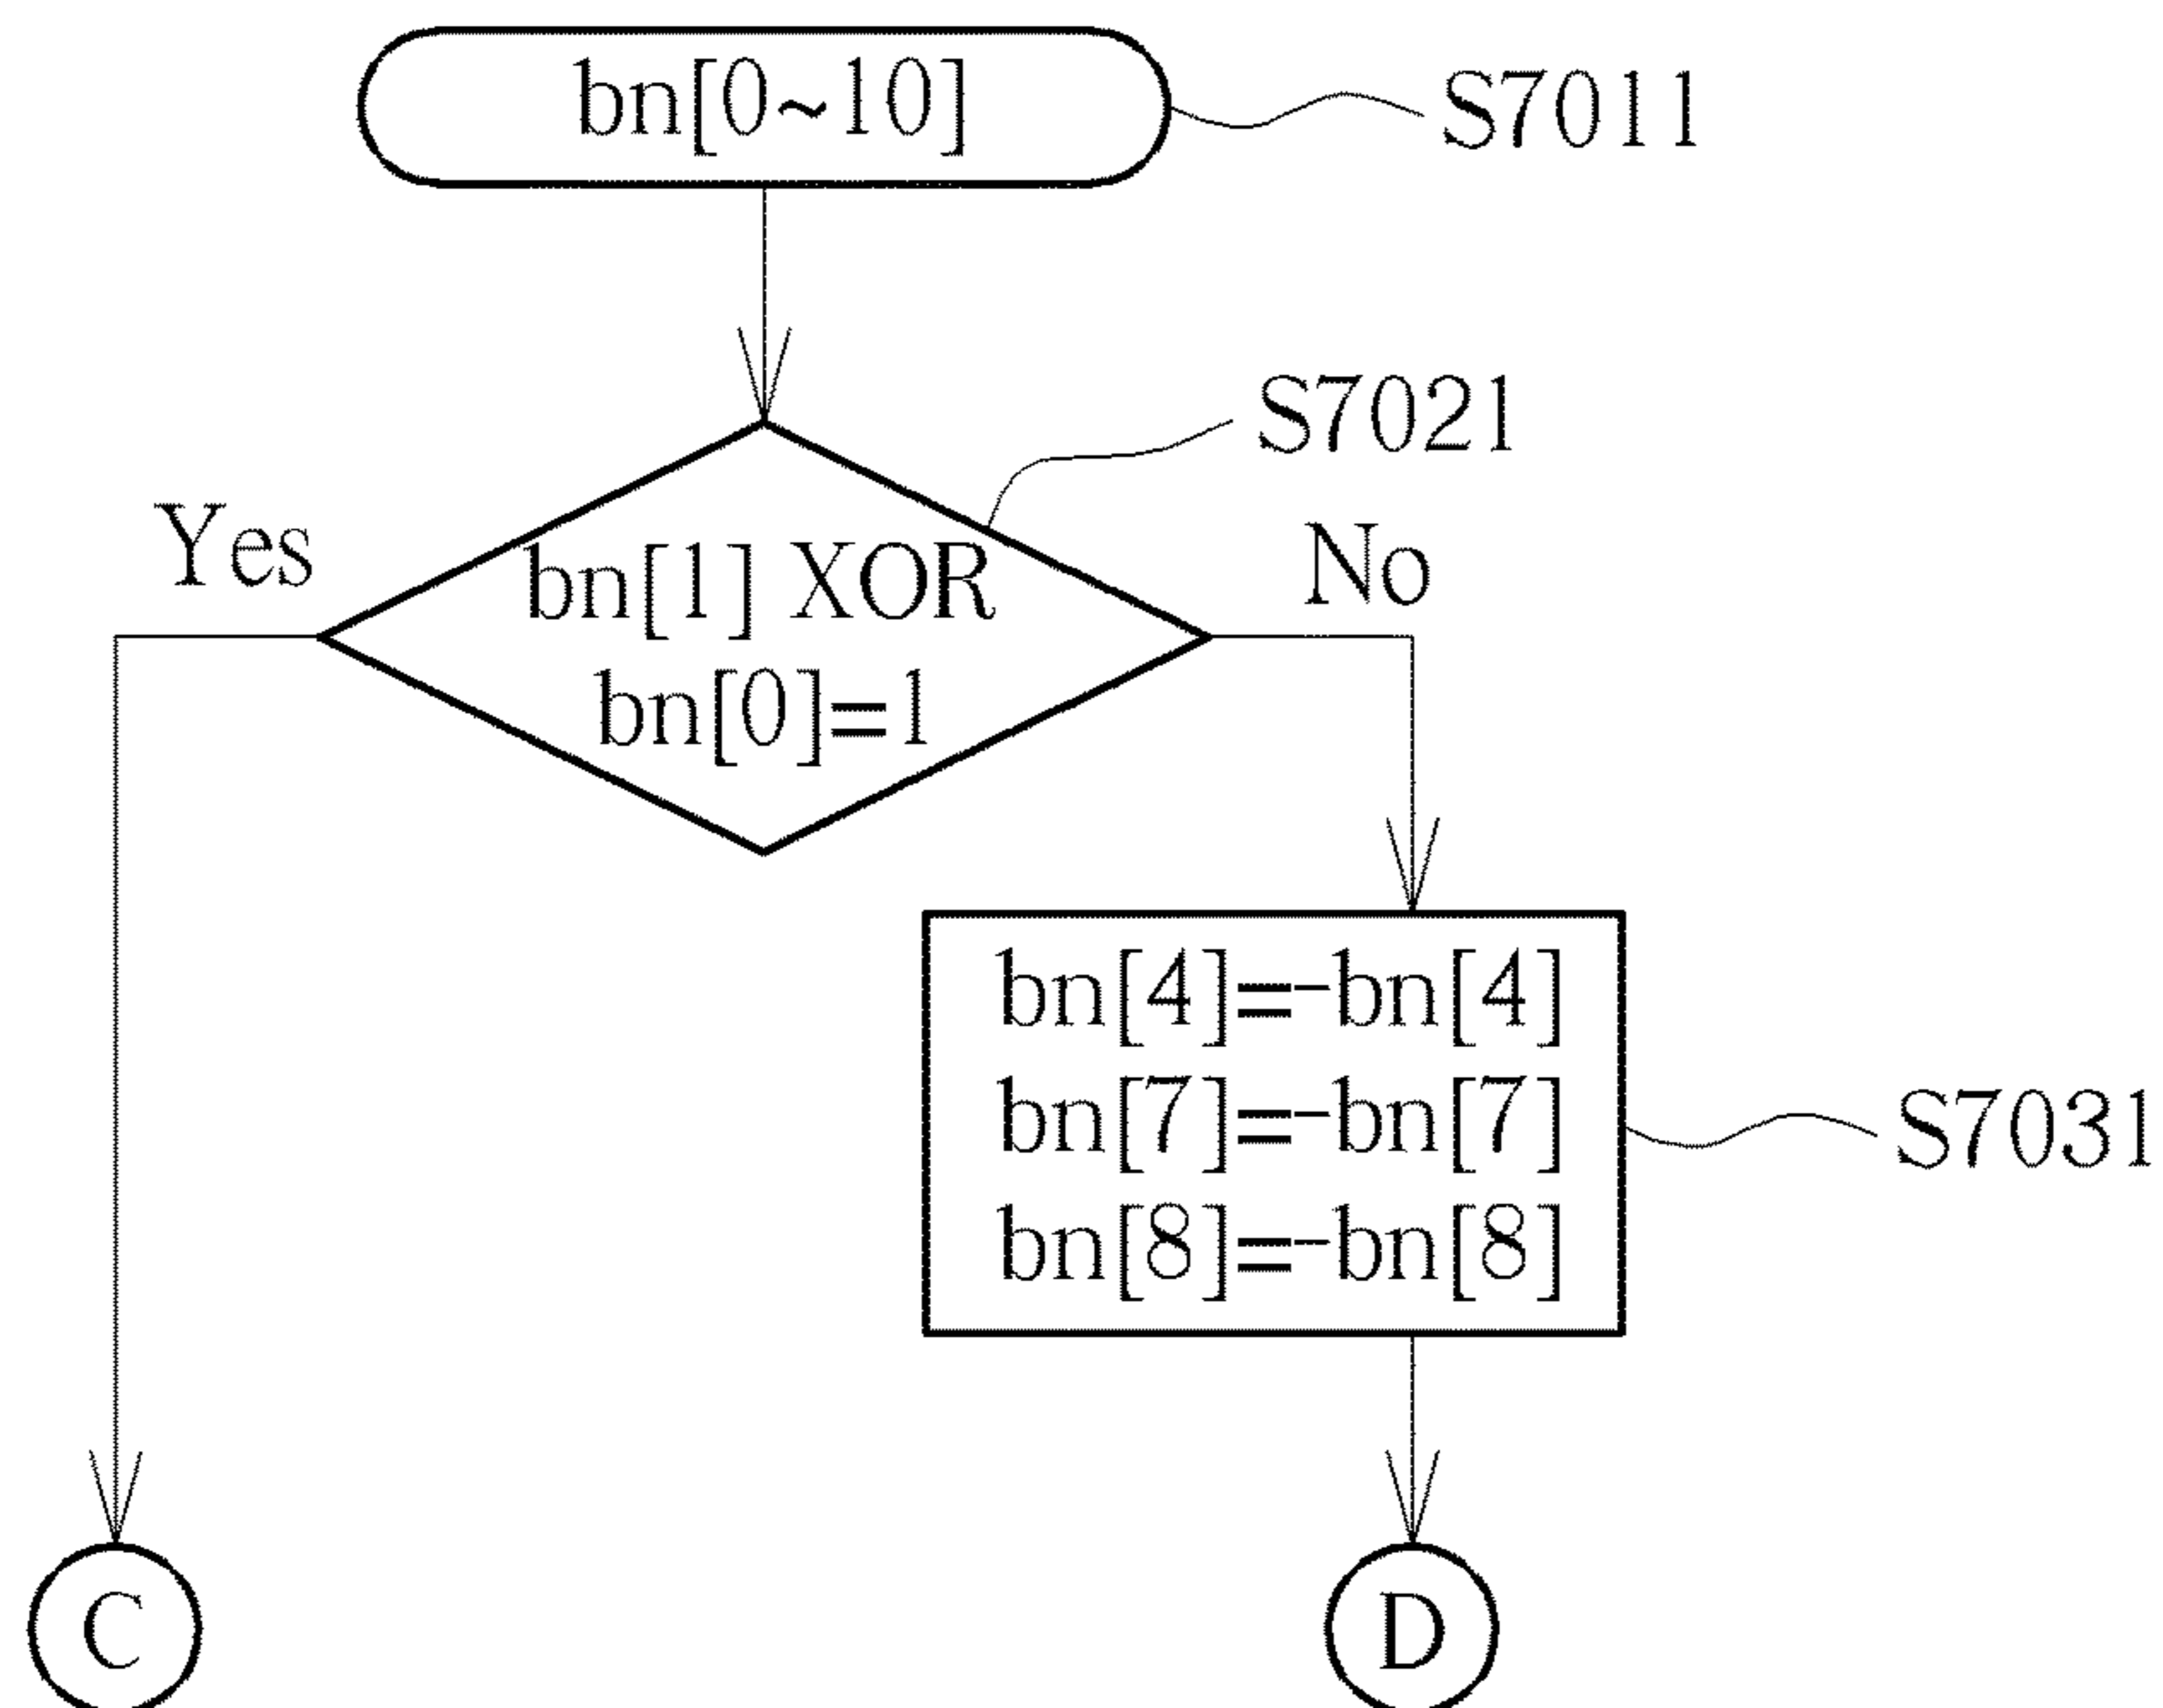 bn[0~10]
S7011
S7021
Yes
No
bn[1] XOR
bn[0]=1
bn[4]=-bn[4]
bn[7]=-bn[7]
S7031
bn[8]=-bn[8]
C
D